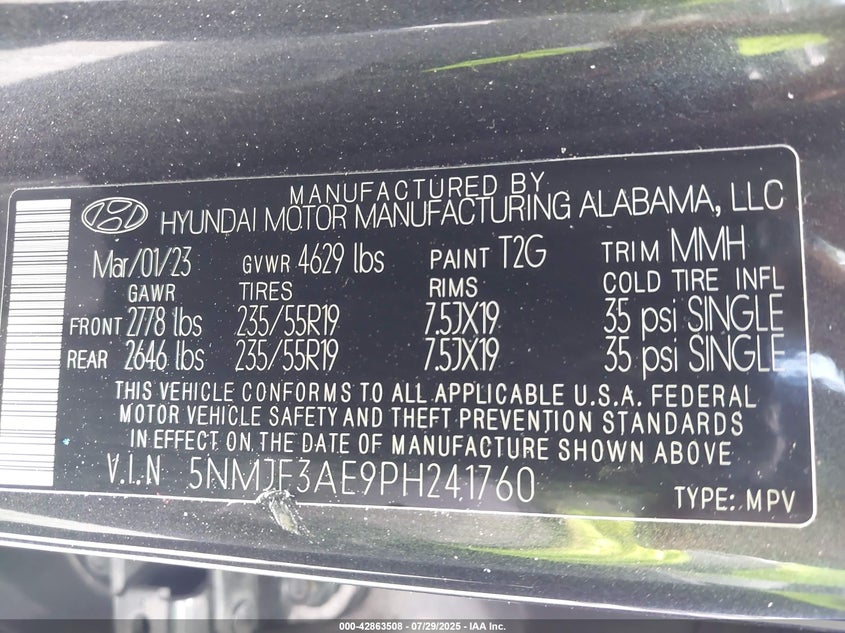 MANUFACTURED BY
HYUNDAI MOTOR MANUFACTURING ALABAMA, LLC
Mar/01/23 GVWR 4629 lbs PAINT T2G TRIM MMH
GAWR TIRES RIMS COLD TIRE INFL
FRONT 2778 lbs 235/55R19 7.5JX19 35 psi SINGLE
REAR 2646 lbs 235/55R19 7.5JX19 35 psi SINGLE
THIS VEHICLE CONFORMS TO ALL APPLICABLE U.S.A. FEDERAL
MOTOR VEHICLE SAFETY AND THEFT PREVENTION STANDARDS
IN EFFECT ON THE DATE OF MANUFACTURE SHOWN ABOVE
V.I.N 5NMJF3AE9PH241760
TYPE: MPV
000-42863508 - 07/29/2025 - IAA Inc.